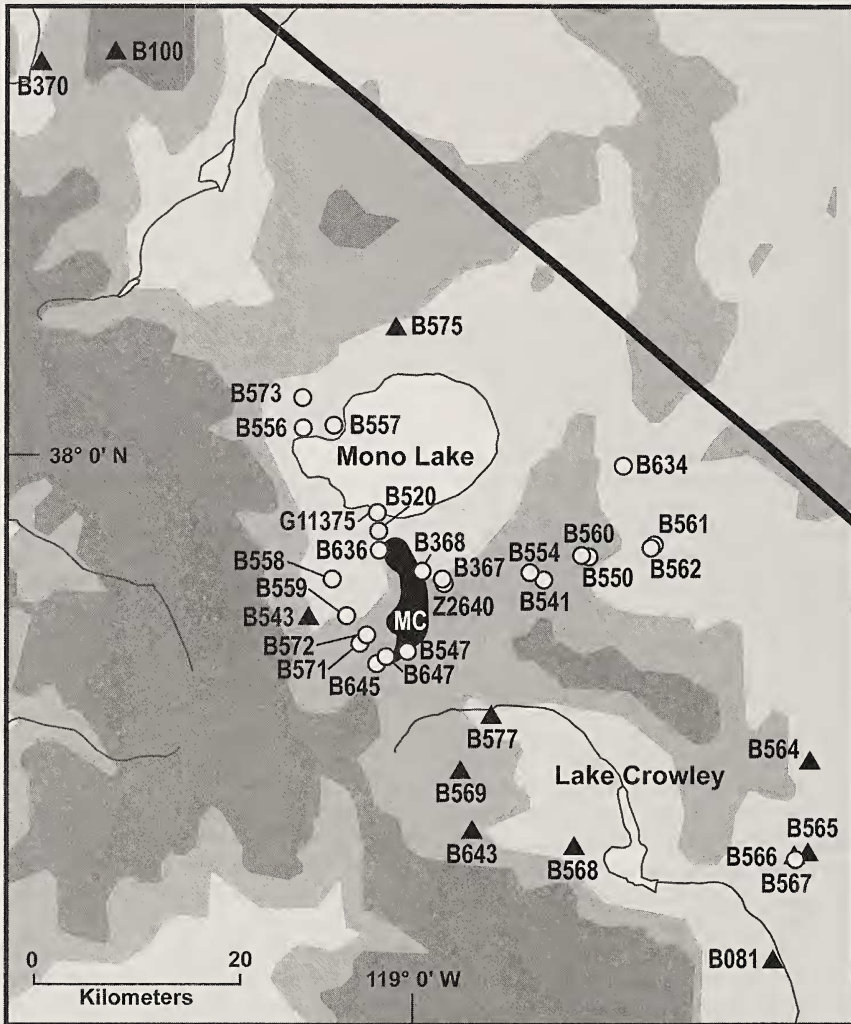 B100
B370
B575
B573
B556
B557
Mono Lake
38° 0' N
B634
B520
G11375
B636
B368
B560
B561
B558
B554
B367
B550
B562
B559
Z2640
B541
B543
MC
B572
B547
B571
B647
B645
B577
B564
B569
Lake Crowley
B565
B643
B568
B566
B567
B081
0
20
119° 0' W
Kilometers